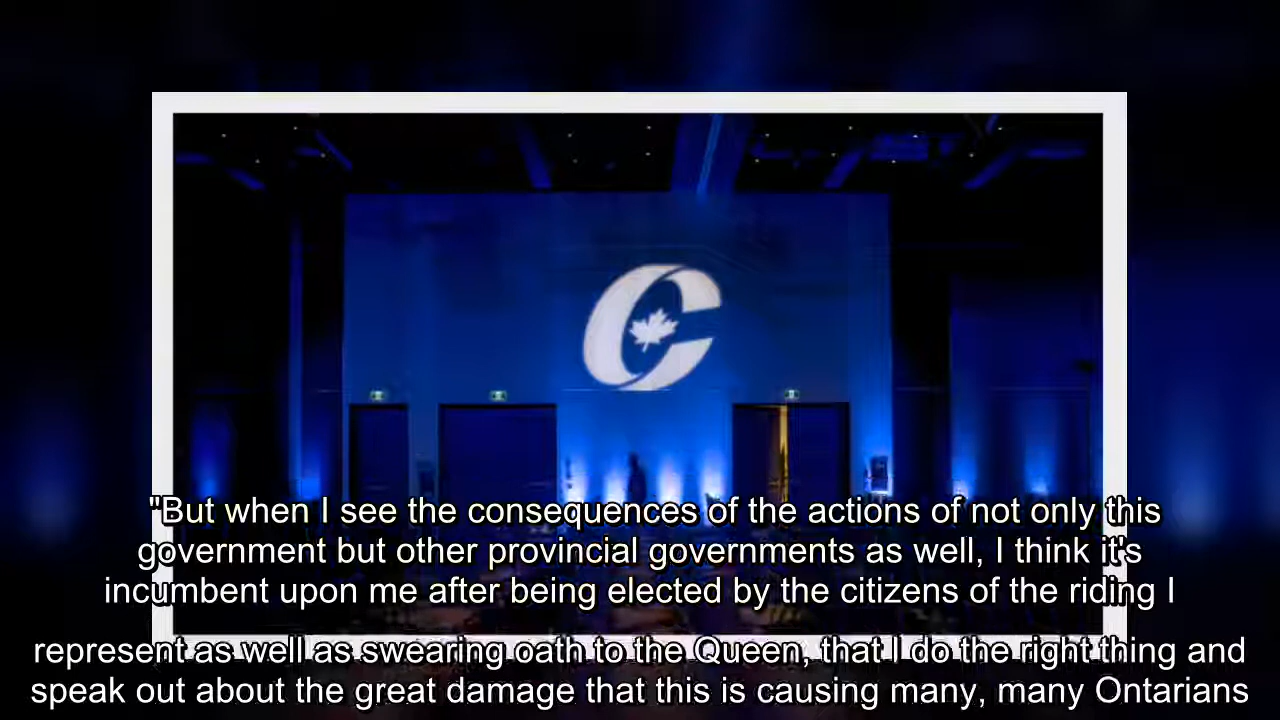 "But when I see the consequences of the actions of not only this
government but other provincial governments as well, I think it's
incumbent upon me after being elected by the citizens of the riding I
represent as well as swearing oath to the Queen, that I do the right thing and
speak out about the great damage that this is causing many, many Ontarians